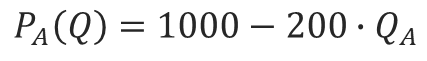 P_A(Q) = 1000 − 200 · Q_A